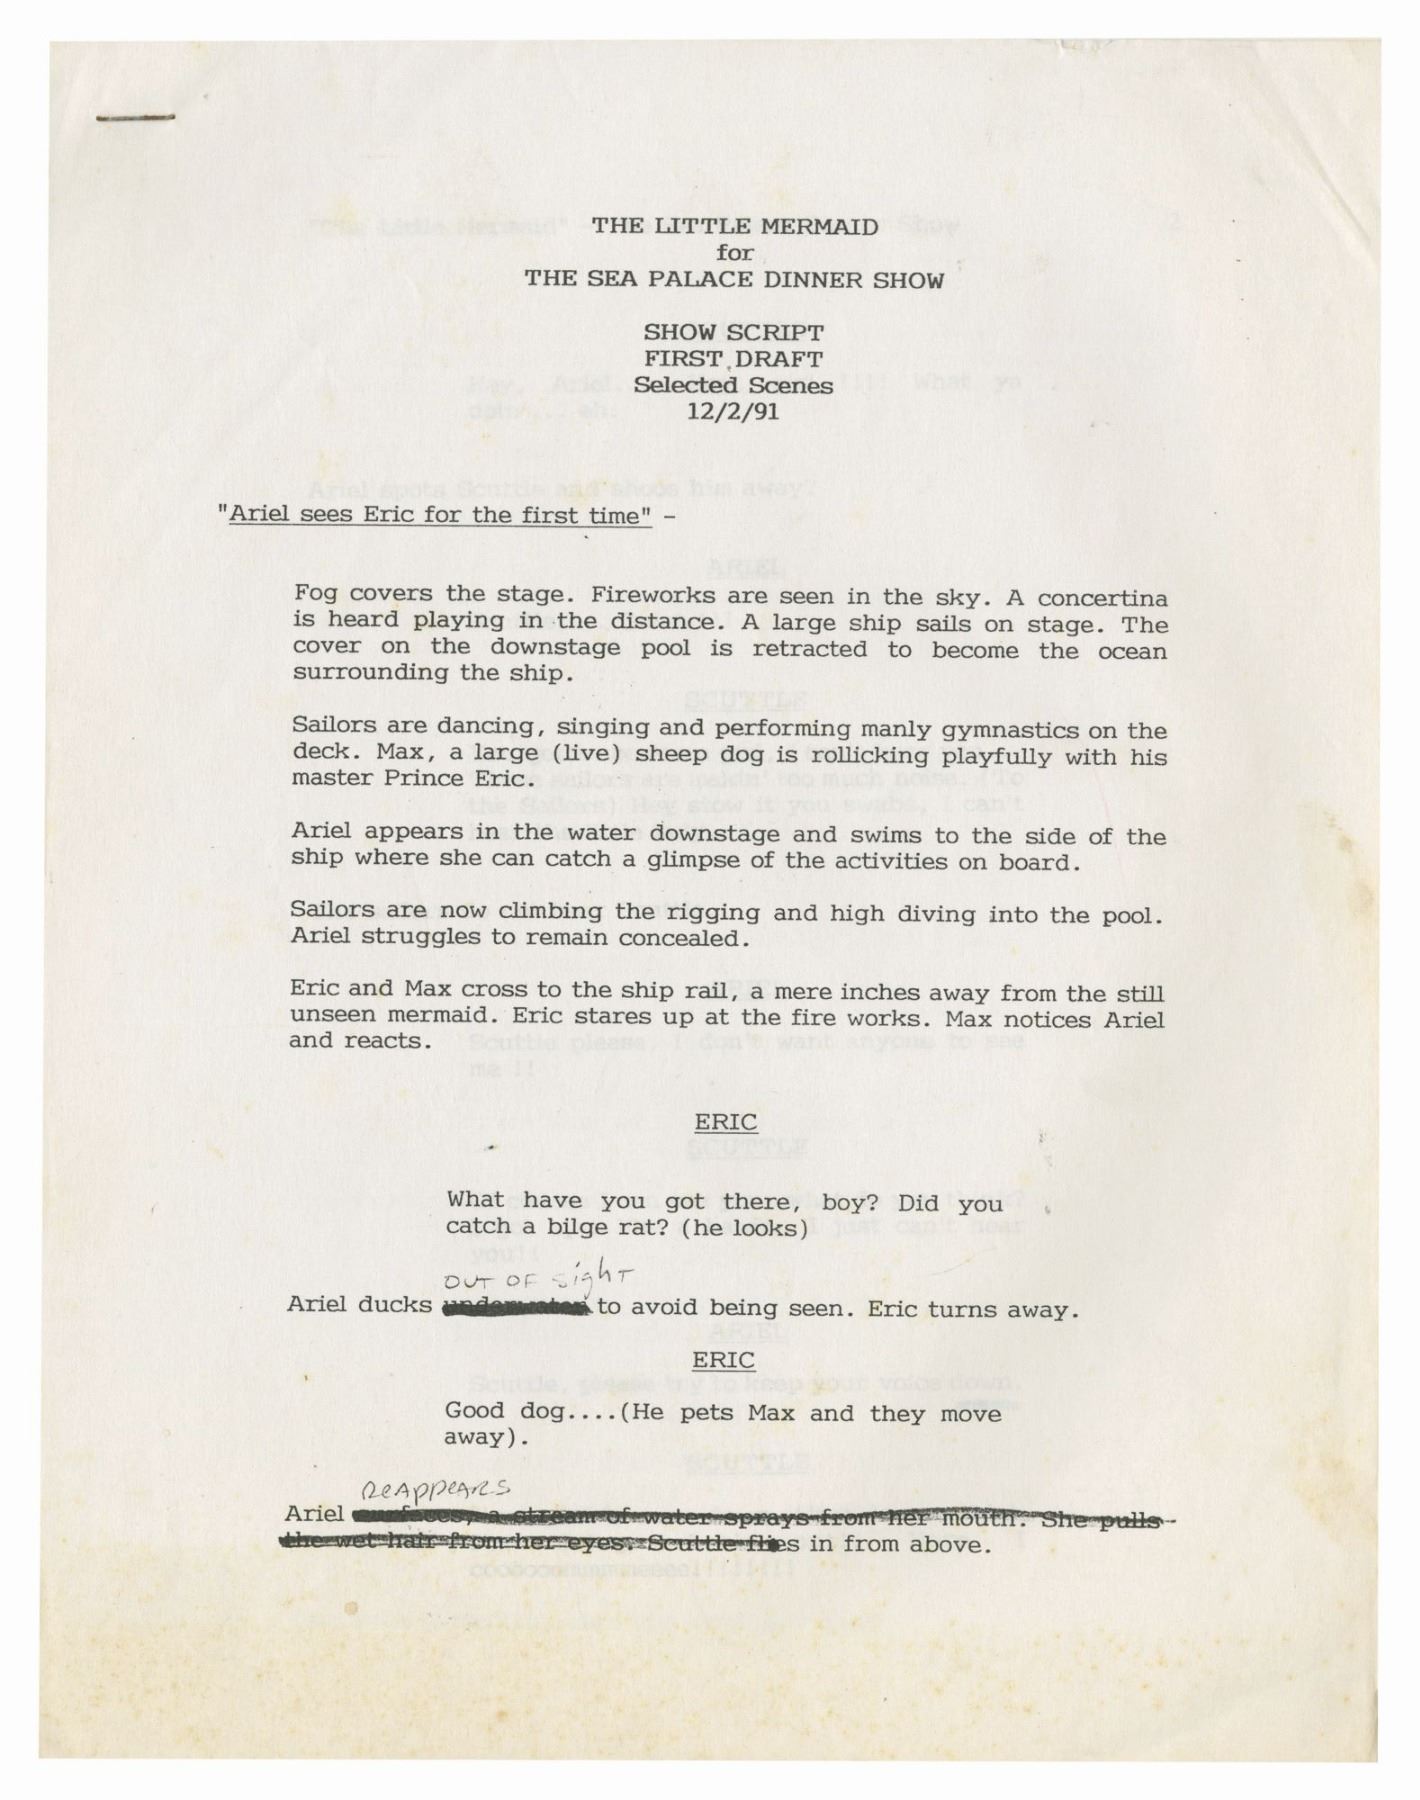 THE LITTLE MERMAID
for
THE SEA PALACE DINNER SHOW
SHOW SCRIPT
FIRST DRAFT
Selected Scenes
12/2/91
"Ariel sees Eric for the first time" -
Fog covers the stage. Fireworks are seen in the sky. A concertina
is heard playing in the distance. A large ship sails on stage. The
cover on the downstage pool is retracted to become the ocean
surrounding the ship.
Sailors are dancing, singing and performing manly gymnastics on the
deck. Max, a large (live) sheep dog is rollicking playfully with his
master Prince Eric.
Ariel appears in the water downstage and swims to the side of the
ship where she can catch a glimpse of the activities on board.
Sailors are now climbing the rigging and high diving into the pool.
Ariel struggles to remain concealed.
Eric and Max cross to the ship rail, a mere inches away from the still
unseen mermaid. Eric stares up at the fire works. Max notices Ariel
and reacts.
ERIC
What have you got there, boy? Did you
catch a bilge rat? (he looks)
OUT OF SighT
Ariel ducks underwater to avoid being seen. Eric turns away.
ERIC
Good dog....(He pets Max and they move
away).
ReAppeARS
Ariel surfaces, a stream of water sprays from her mouth. She pulls
the wet hair from her eyes. Scuttle flies in from above.